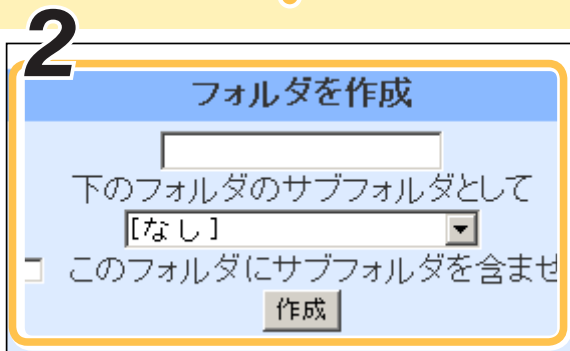 2
フォルダを作成
下のフォルダのサブフォルダとして
[なし]
このフォルダにサブフォルダを含ませ
作成